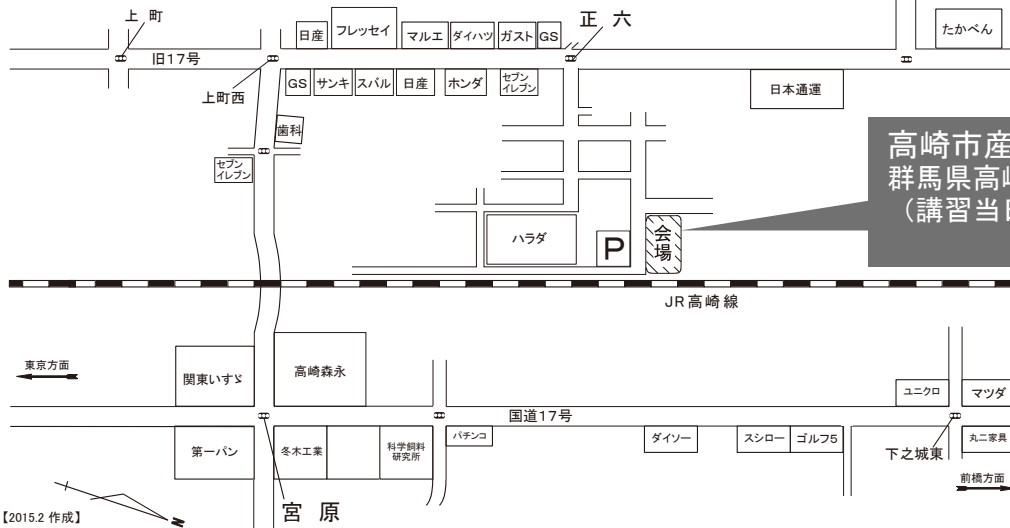 上 町
日産
フレッセイ
マルエ
ダイハツ
ガスト
GS
正 六
たかべん
旧17号
上町西
GS
サンキ
スバル
日産
ホンダ
セブン
イレブン
日本通運
歯科
セブン
イレブン
高崎市産
群馬県高崎
(講習当日
ハラダ
P
会場
JR高崎線
東京方面
関東いすゞ
高崎森永
ユニクロ
マツダ
国道17号
第一パン
冬木工業
科学飼料
研究所
パチンコ
ダイソー
スシロー
ゴルフ5
下之城東
丸二家具
前橋方面
宮 原
N
【2015.2 作成】